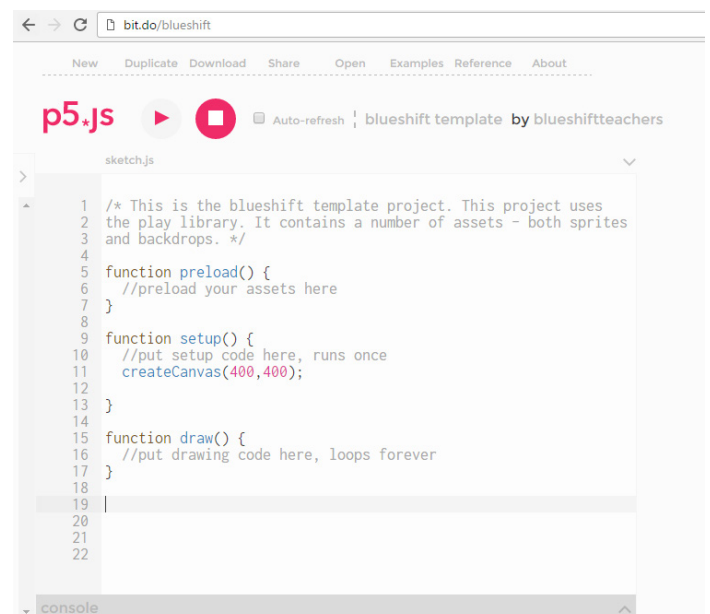 bit.do/blueshift
New Duplicate Download Share Open Examples Reference About
p5*JS Auto-refresh ¦ blueshift template by blueshiftteachers
sketch.js
1 /* This is the blueshift template project. This project uses
2 the play library. It contains a number of assets - both sprites
3 and backdrops. */
4
5 function preload() {
6 //preload your assets here
7 }
8
9 function setup() {
10 //put setup code here, runs once
11 createCanvas(400,400);
12
13 }
14
15 function draw() {
16 //put drawing code here, loops forever
17 }
18
19
20
21
22
console